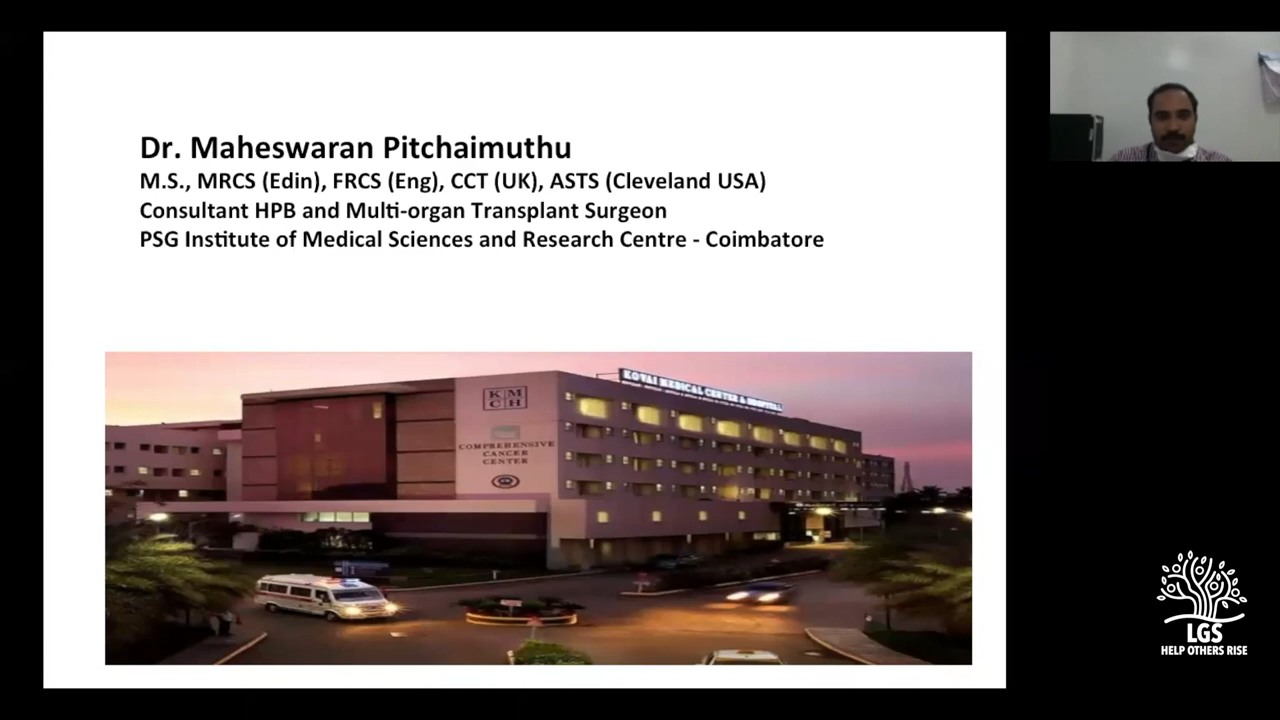 Dr. Maheswaran Pitchaimuthu
M.S., MRCS (Edin), FRCS (Eng), CCT (UK), ASTS (Cleveland USA)
Consultant HPB and Multi-organ Transplant Surgeon
PSG Institute of Medical Sciences and Research Centre - Coimbatore
KOVAI MEDICAL CENTER & HOSPITAL
KM
CH
COMPREHENSIVE
CANCER
CENTER
LGS
HELP OTHERS RISE